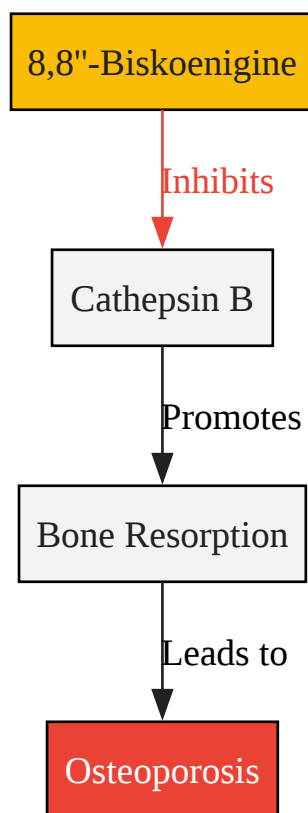 8,8"-Biskoenigine
Inhibits
Cathepsin B
Promotes
Bone Resorption
Leads to
Osteoporosis